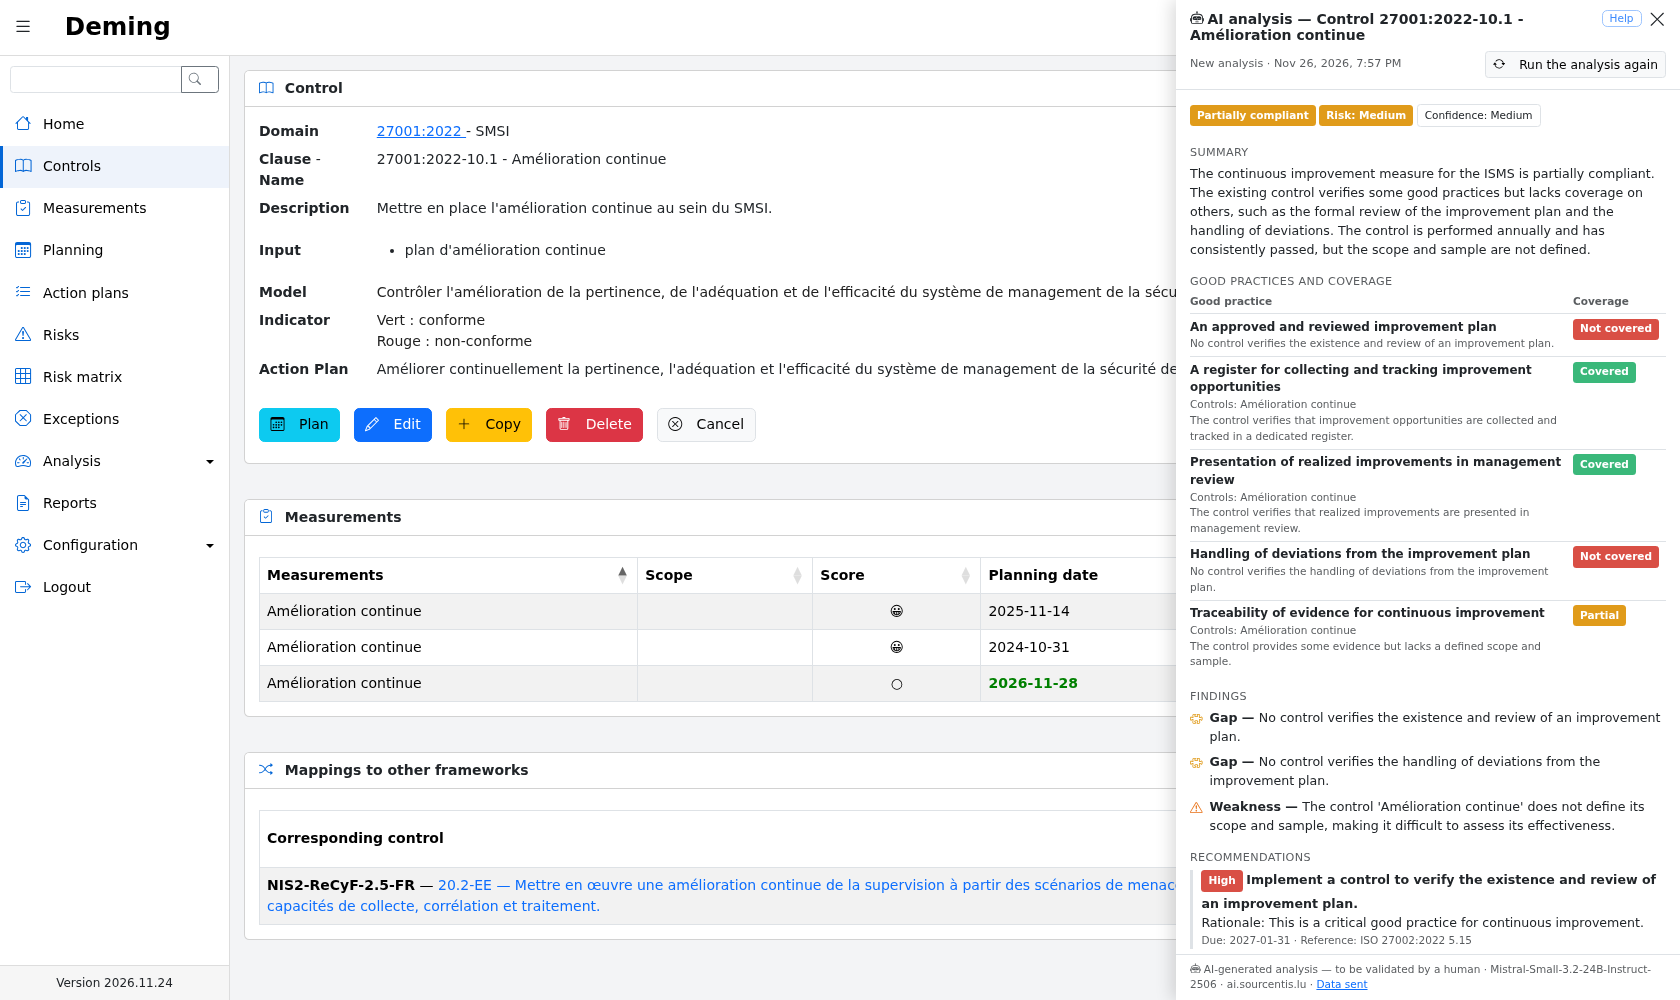 Deming
Home
Controls
Measurements
Planning
Action plans
Risks
Risk matrix
Exceptions
Analysis
Reports
Configuration
Logout
Version 2026.11.24
Control
Domain
27001:2022 - SMSI
Clause -
Name
27001:2022-10.1 - Amélioration continue
Description
Mettre en place l'amélioration continue au sein du SMSI.
Input
• plan d'amélioration continue
Model
Contrôler l'amélioration de la pertinence, de l'adéquation et de l'efficacité du système de management de la sécu
Indicator
Vert : conforme
Rouge : non-conforme
Action Plan
Améliorer continuellement la pertinence, l'adéquation et l'efficacité du système de management de la sécurité de
Plan
Edit
Copy
Delete
Cancel
Measurements
Measurements Scope Score Planning date
Amélioration continue 2025-11-14
Amélioration continue 2024-10-31
Amélioration continue 2026-11-28
Mappings to other frameworks
Corresponding control
NIS2-ReCyF-2.5-FR — 20.2-EE — Mettre en œuvre une amélioration continue de la supervision à partir des scénarios de menac
capacités de collecte, corrélation et traitement.
AI analysis — Control 27001:2022-10.1 -
Amélioration continue
Help
New analysis · Nov 26, 2026, 7:57 PM
Run the analysis again
Partially compliant
Risk: Medium
Confidence: Medium
SUMMARY
The continuous improvement measure for the ISMS is partially compliant.
The existing control verifies some good practices but lacks coverage on
others, such as the formal review of the improvement plan and the
handling of deviations. The control is performed annually and has
consistently passed, but the scope and sample are not defined.
GOOD PRACTICES AND COVERAGE
Good practice Coverage
An approved and reviewed improvement plan
Not covered
No control verifies the existence and review of an improvement plan.
A register for collecting and tracking improvement
opportunities
Covered
Controls: Amélioration continue
The control verifies that improvement opportunities are collected and
tracked in a dedicated register.
Presentation of realized improvements in management
review
Covered
Controls: Amélioration continue
The control verifies that realized improvements are presented in
management review.
Handling of deviations from the improvement plan
Not covered
No control verifies the handling of deviations from the improvement
plan.
Traceability of evidence for continuous improvement
Partial
Controls: Amélioration continue
The control provides some evidence but lacks a defined scope and
sample.
FINDINGS
Gap — No control verifies the existence and review of an improvement
plan.
Gap — No control verifies the handling of deviations from the
improvement plan.
Weakness — The control 'Amélioration continue' does not define its
scope and sample, making it difficult to assess its effectiveness.
RECOMMENDATIONS
High Implement a control to verify the existence and review of
an improvement plan.
Rationale: This is a critical good practice for continuous improvement.
Due: 2027-01-31 · Reference: ISO 27002:2022 5.15
AI-generated analysis — to be validated by a human · Mistral-Small-3.2-24B-Instruct-
2506 · ai.sourcentis.lu · Data sent